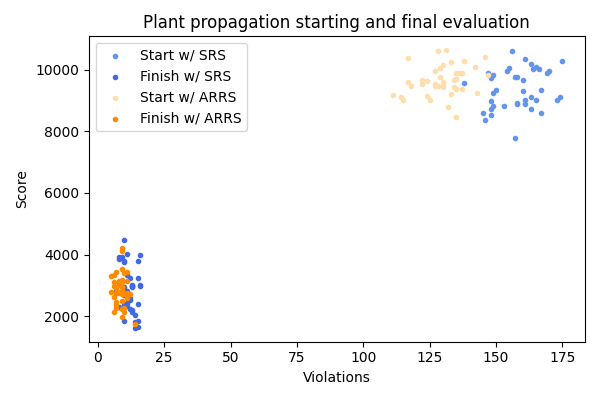 Plant propagation starting and final evaluation
Start w/ SRS
Finish w/ SRS
Start w/ ARRS
Finish w/ ARRS
Score
10000
8000
6000
4000
2000
0
25
50
75
100
125
150
175
Violations